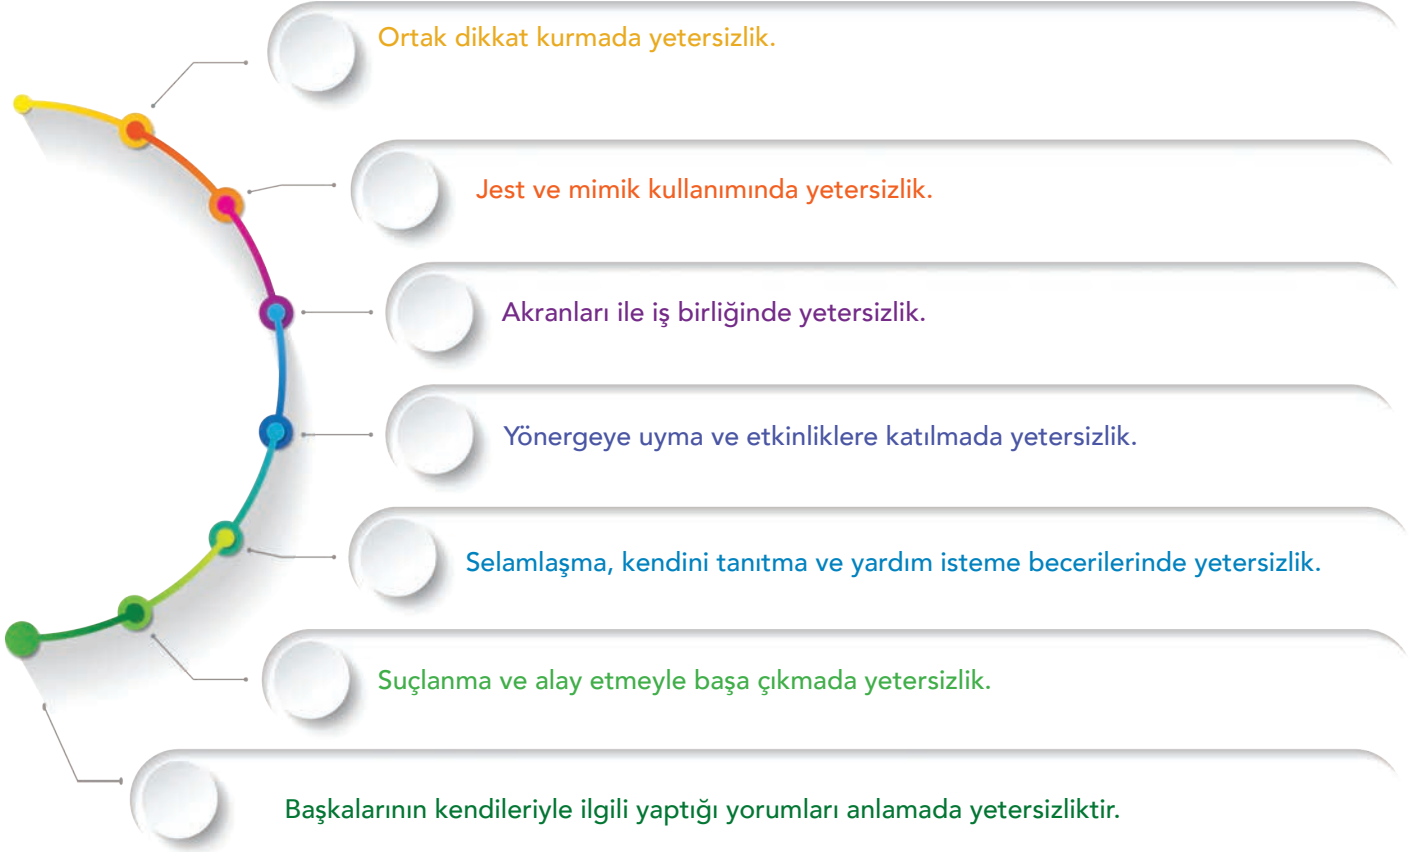 Ortak dikkat kurmada yetersizlik.
Jest ve mimik kullanımında yetersizlik.
Akranları ile iş birliğinde yetersizlik.
Yönergeye uyma ve etkinliklere katılmada yetersizlik.
Selamlaşma, kendini tanıtma ve yardım isteme becerilerinde yetersizlik.
Suçlanma ve alay etmeyle başa çıkmada yetersizlik.
Başkalarının kendileriyle ilgili yaptığı yorumları anlamada yetersizliktir.